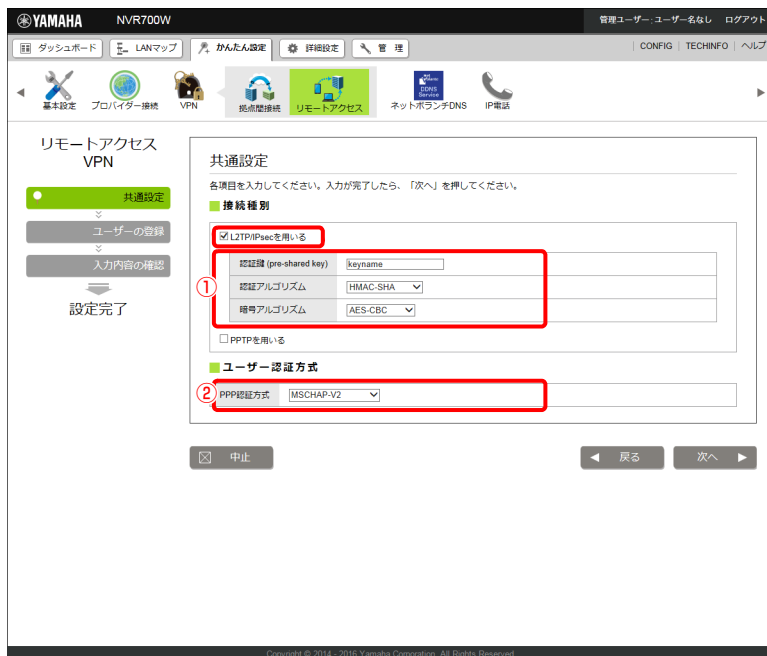 YAMAHA NVR700W 管理ユーザー:ユーザー名なし ログアウト
ダッシュボード LANマップ かんたん設定 詳細設定 管 理 CONFIG | TECHINFO | ヘルプ
基本設定 プロバイダー接続 VPN 拠点間接続 リモートアクセス DDNS Service ネットボランチDNS IP電話
リモートアクセス
VPN
共通設定
ユーザーの登録
入力内容の確認
設定完了
共通設定
各項目を入力してください。入力が完了したら、「次へ」を押してください。
接続種別
L2TP/IPsecを用いる
①
認証鍵 (pre-shared key) keyname
認証アルゴリズム HMAC-SHA
暗号アルゴリズム AES-CBC
PPTPを用いる
ユーザー認証方式
② PPP認証方式 MSCHAP-V2
中止 戻る 次へ
Copyright © 2014 - 2016 Yamaha Corporation. All Rights Reserved.